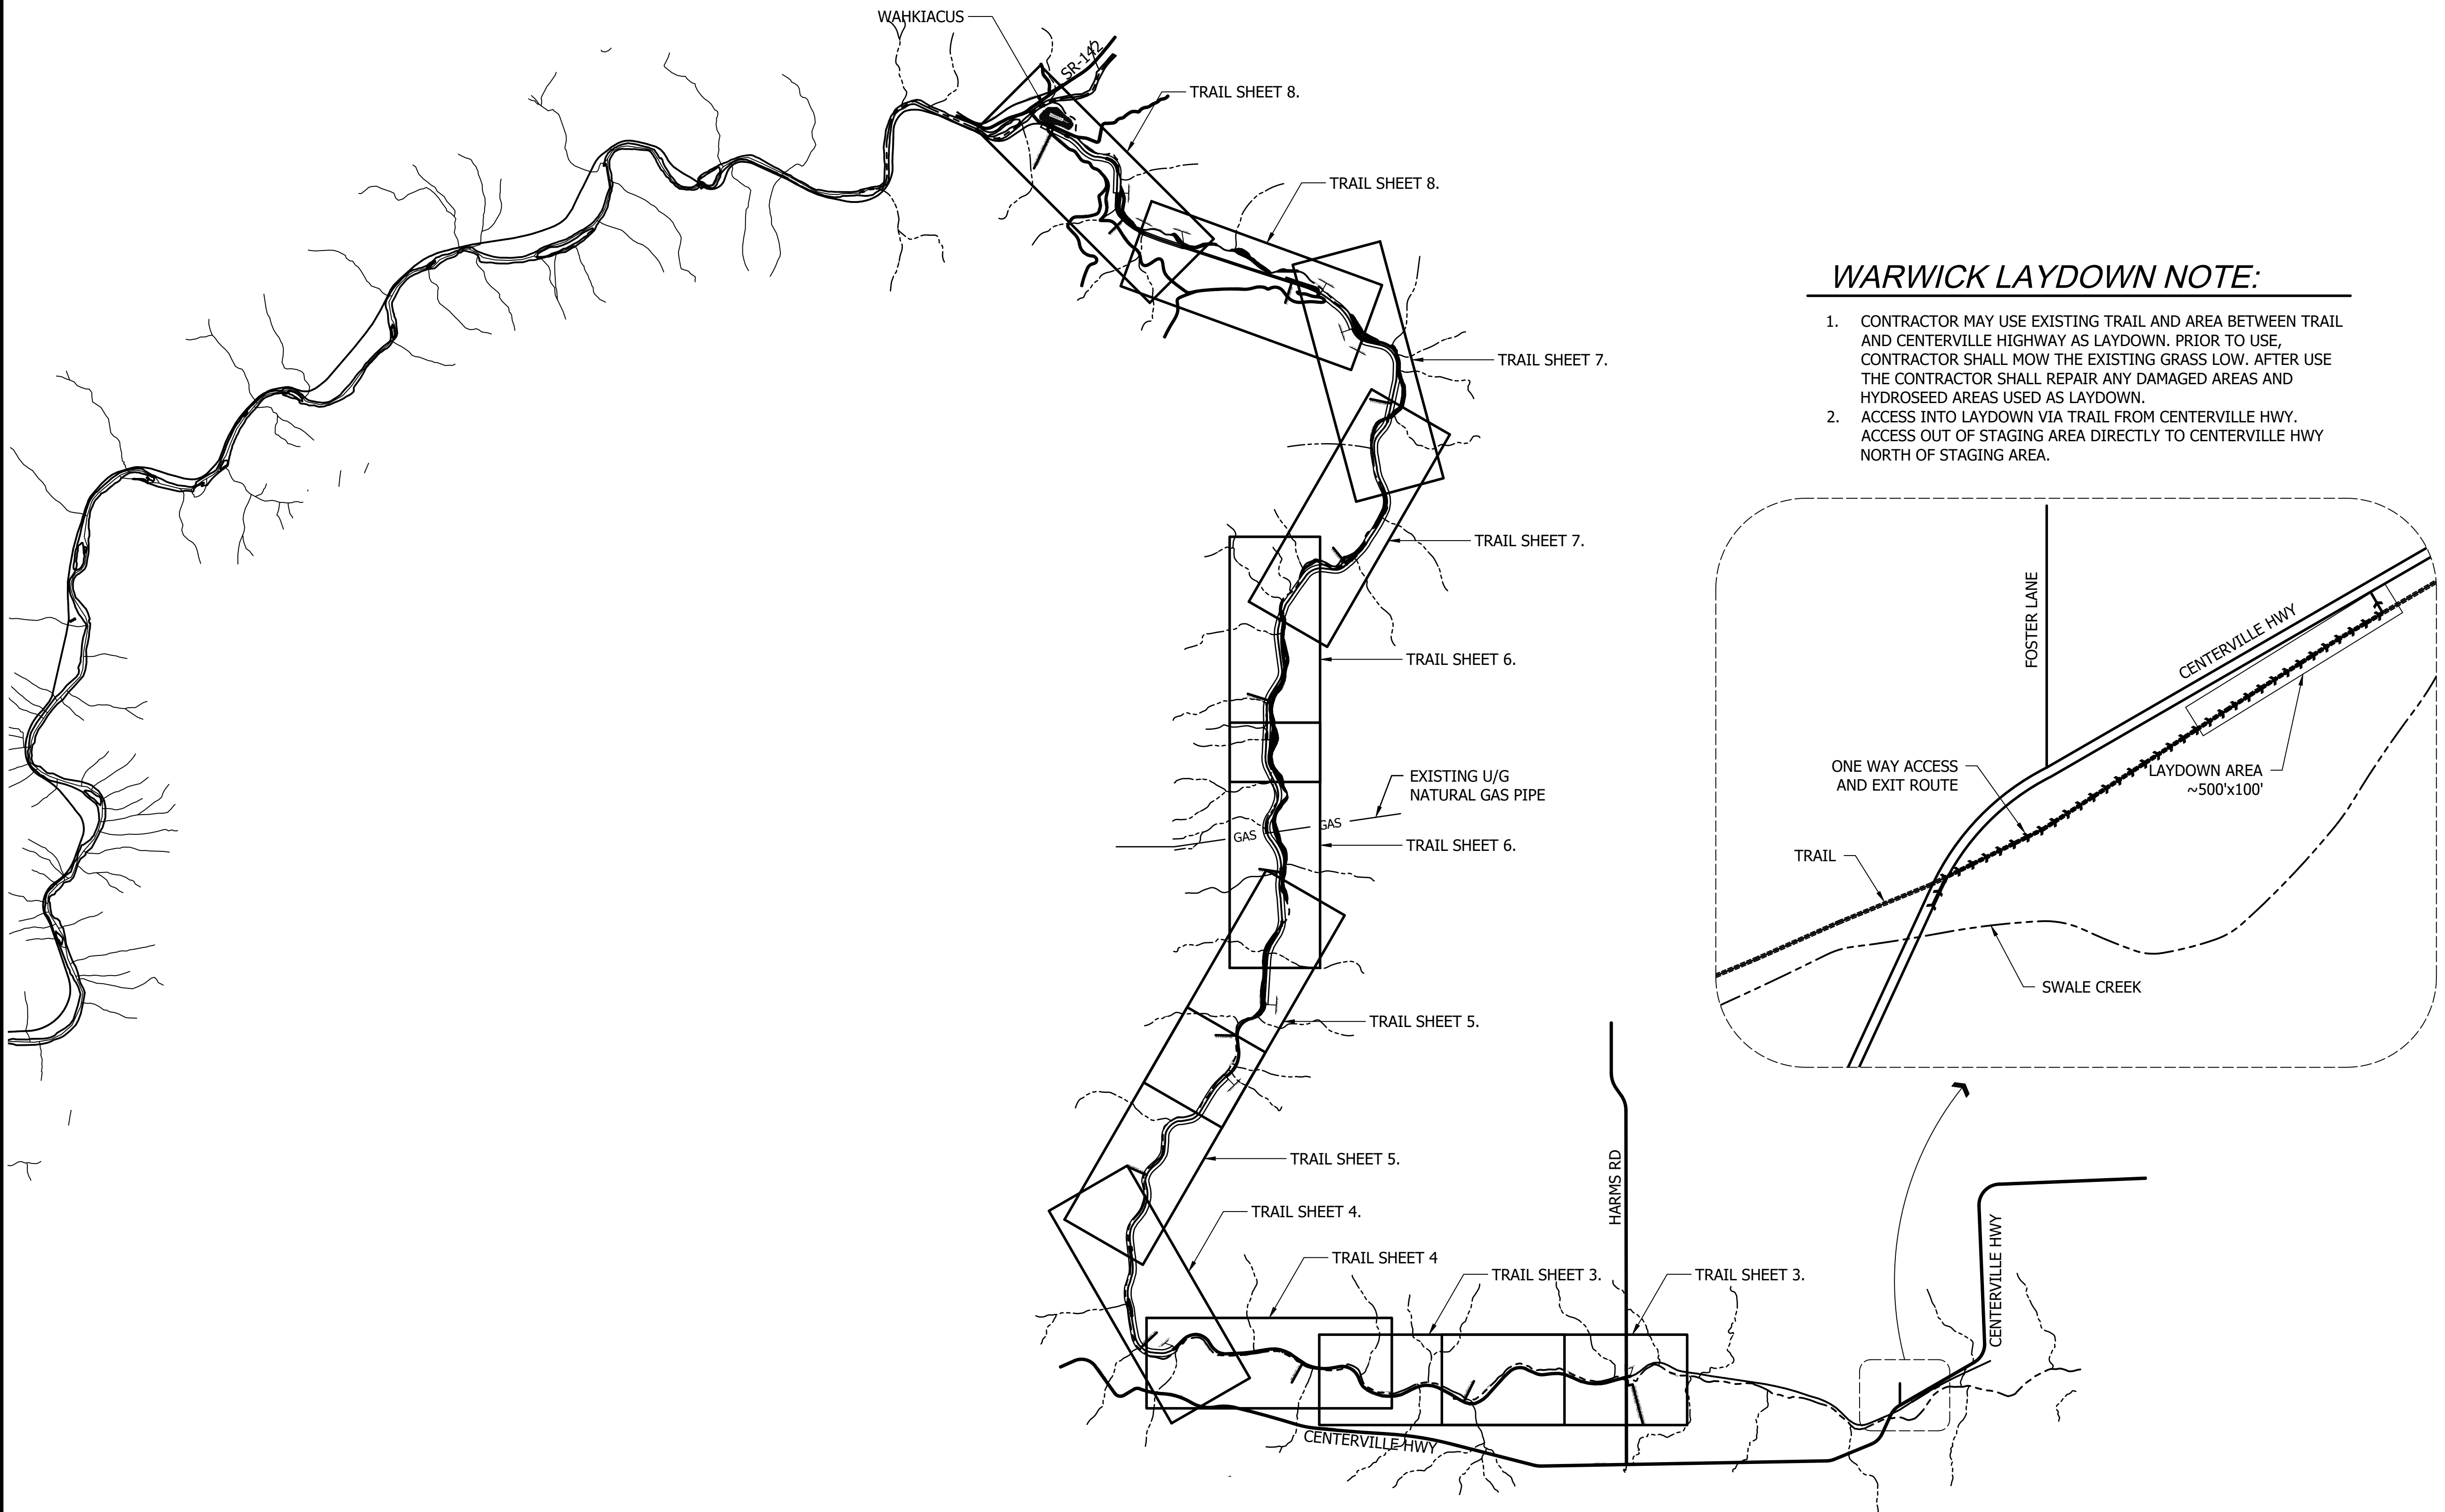 WAHKIACUS
SR-142
TRAIL SHEET 8.
TRAIL SHEET 8.
WARWICK LAYDOWN NOTE:
1. CONTRACTOR MAY USE EXISTING TRAIL AND AREA BETWEEN TRAIL
AND CENTERVILLE HIGHWAY AS LAYDOWN. PRIOR TO USE,
CONTRACTOR SHALL MOW THE EXISTING GRASS LOW. AFTER USE
THE CONTRACTOR SHALL REPAIR ANY DAMAGED AREAS AND
HYDROSEED AREAS USED AS LAYDOWN.
2. ACCESS INTO LAYDOWN VIA TRAIL FROM CENTERVILLE HWY.
ACCESS OUT OF STAGING AREA DIRECTLY TO CENTERVILLE HWY
NORTH OF STAGING AREA.
TRAIL SHEET 7.
TRAIL SHEET 7.
FOSTER LANE
CENTERVILLE HWY
TRAIL SHEET 6.
ONE WAY ACCESS
AND EXIT ROUTE
LAYDOWN AREA
~500'x100'
EXISTING U/G
NATURAL GAS PIPE
GAS
GAS
TRAIL SHEET 6.
TRAIL
SWALE CREEK
TRAIL SHEET 5.
TRAIL SHEET 5.
HARMS RD
TRAIL SHEET 4.
TRAIL SHEET 4
TRAIL SHEET 3.
TRAIL SHEET 3.
CENTERVILLE HWY
CENTERVILLE HWY